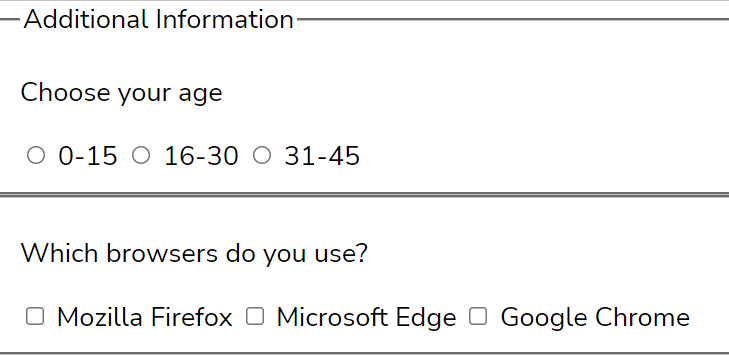 Additional Information
Choose your age
0-15 16-30 31-45
Which browsers do you use?
Mozilla Firefox Microsoft Edge Google Chrome